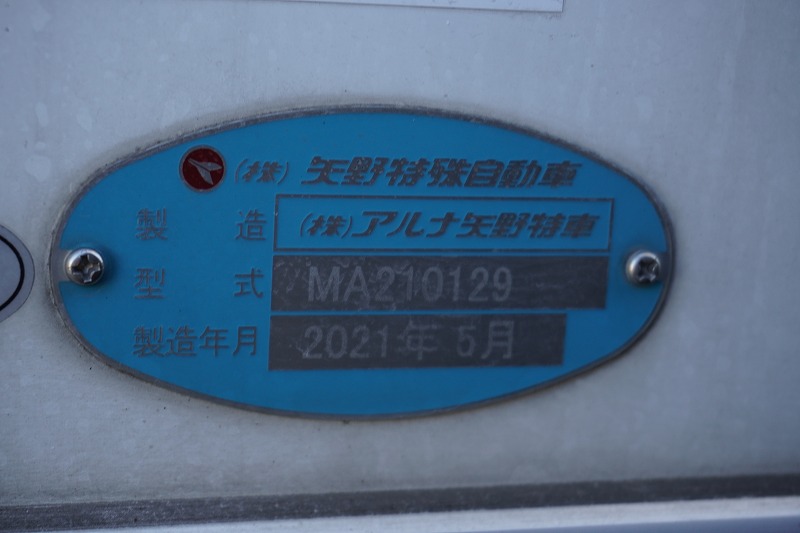 (株)矢野特殊自動車
製造 (株)アルナ矢野特車
型式 MA210129
製造年月 2021年 5月